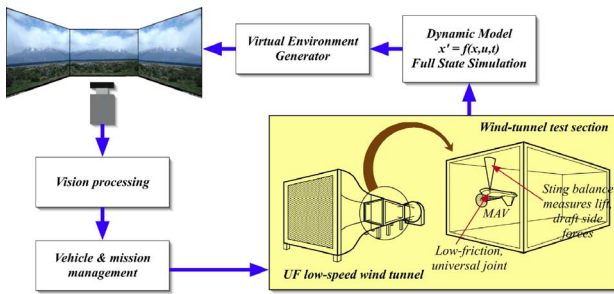 Virtual Environment
Generator
Dynamic Model
x' = f(x,u,t)
Full State Simulation
Vision processing
Vehicle & mission
management
Wind-tunnel test section
Sting balance
measures lift,
draft side
forces
MAV
Low-friction,
universal joint
UF low-speed wind tunnel